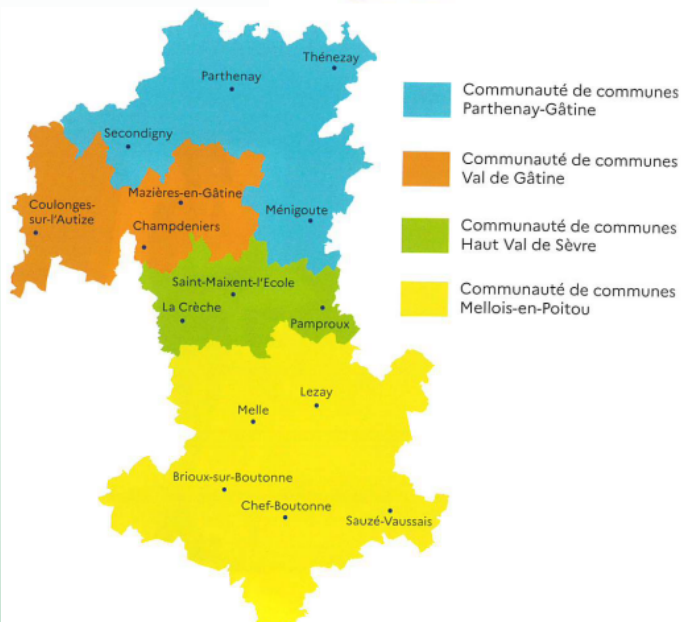 Thénezay
Parthenay
Secondigny
Mazières-en-Gâtine
Coulonges-
sur-l'Autize
Ménigoute
Champdeniers
Saint-Maixent-l'Ecole
La Crèche
Pamproux
Lezay
Melle
Brioux-sur-Boutonne
Chef-Boutonne
Sauzé-Vaussais
Communauté de communes
Parthenay-Gâtine
Communauté de communes
Val de Gâtine
Communauté de communes
Haut Val de Sèvre
Communauté de communes
Mellois-en-Poitou